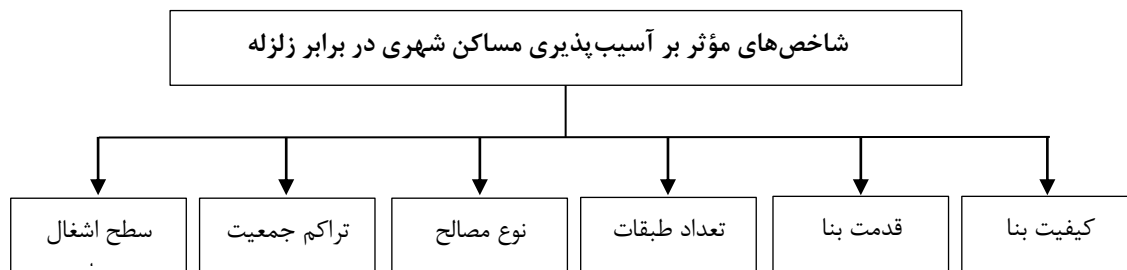 شاخص‌های مؤثر بر آسیب‌پذیری مساکن شهری در برابر زلزله
کیفیت بنا
قدمت بنا
تعداد طبقات
نوع مصالح
تراکم جمعیت
سطح اشغال